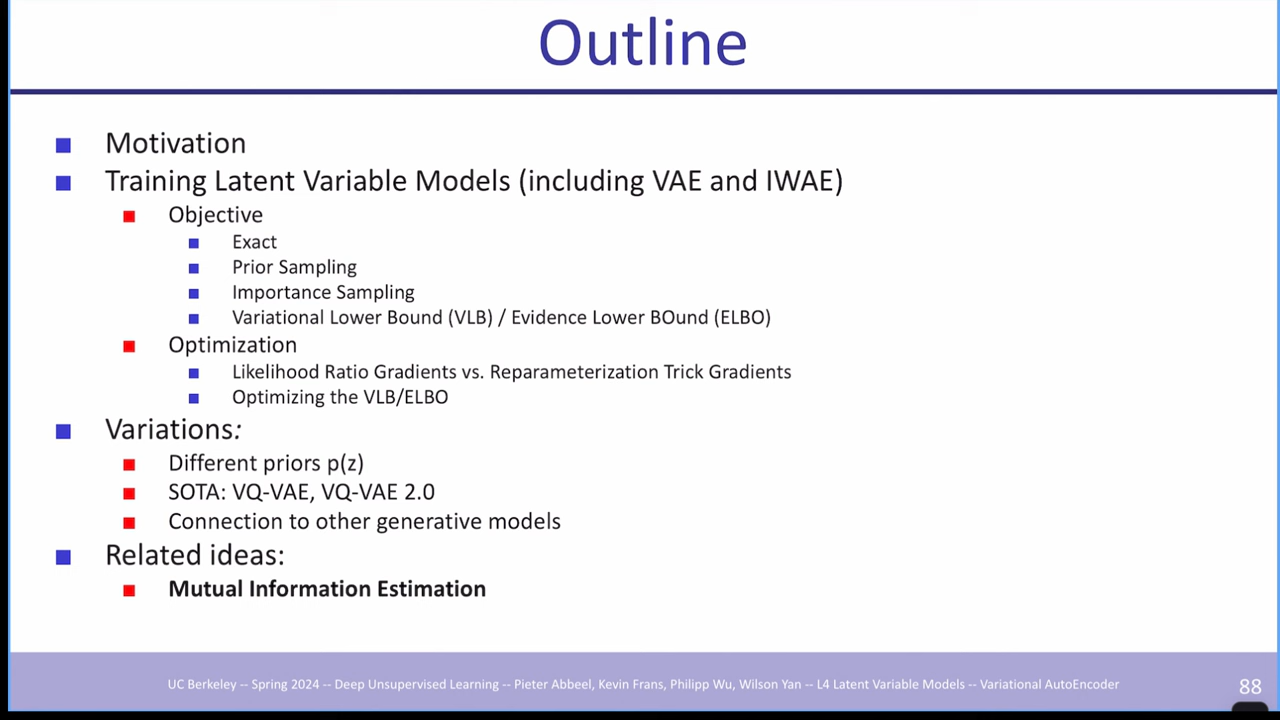 Outline
Motivation
Training Latent Variable Models (including VAE and IWAE)
Objective
Exact
Prior Sampling
Importance Sampling
Variational Lower Bound (VLB) / Evidence Lower BOund (ELBO)
Optimization
Likelihood Ratio Gradients vs. Reparameterization Trick Gradients
Optimizing the VLB/ELBO
Variations:
Different priors p(z)
SOTA: VQ-VAE, VQ-VAE 2.0
Connection to other generative models
Related ideas:
Mutual Information Estimation
UC Berkeley -- Spring 2024 -- Deep Unsupervised Learning -- Pieter Abbeel, Kevin Frans, Philipp Wu, Wilson Yan -- L4 Latent Variable Models -- Variational AutoEncoder
88